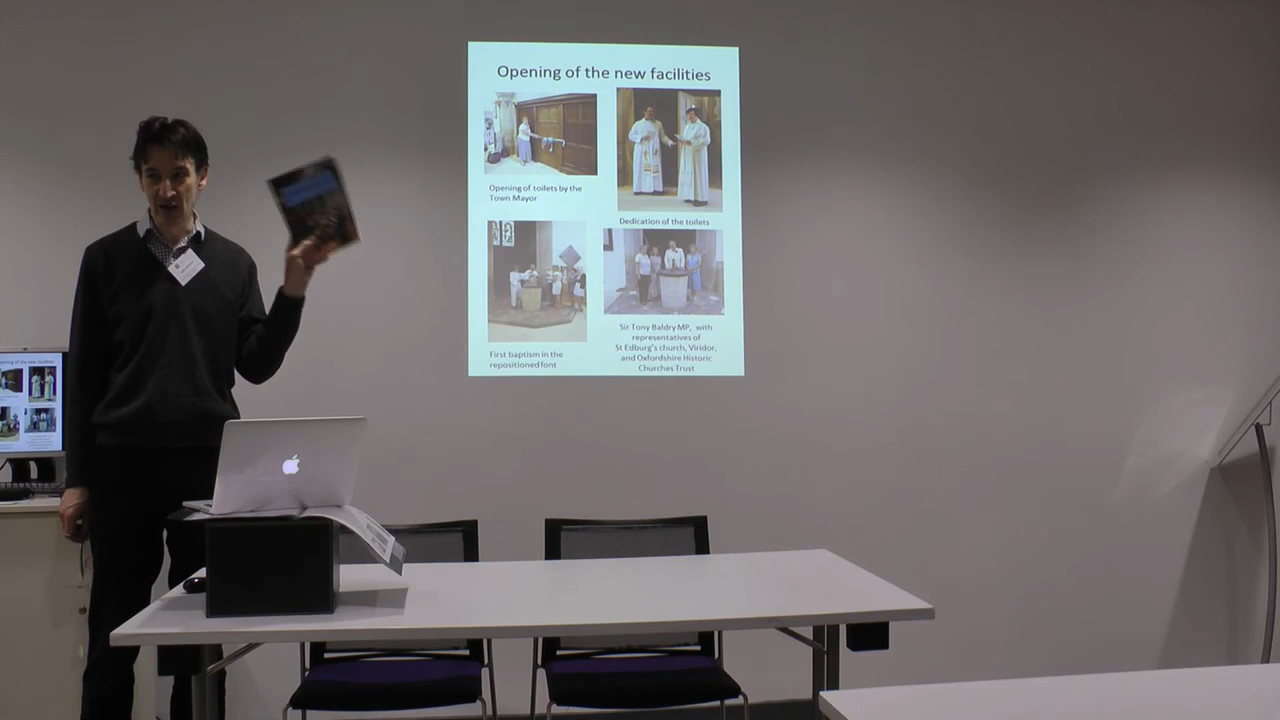 Opening of the new facilities
Opening of toilets by the
Town Mayor
Dedication of the toilets
First baptism in the
repositioned font
Sir Tony Baldry MP, with
representatives of
St Edburg's church, Viridor,
and Oxfordshire Historic
Churches Trust